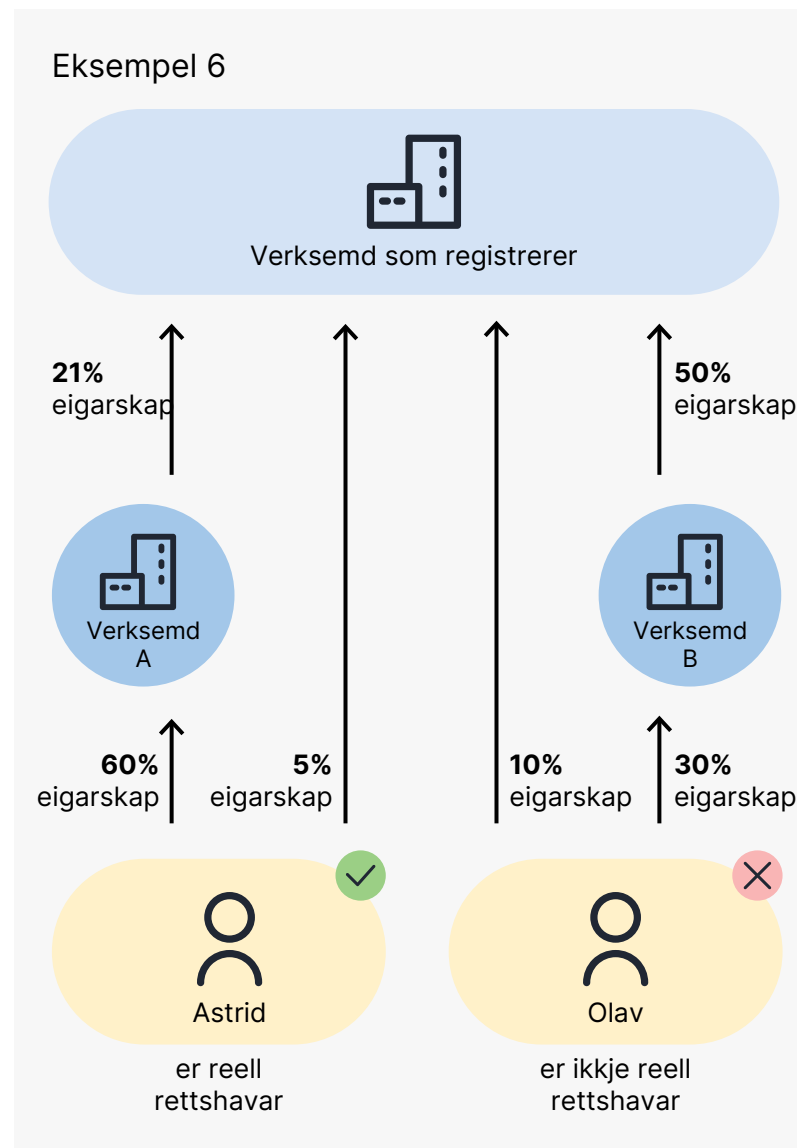 Eksempel 6
Verksemd som registrerer
21%
eigarskap
50%
eigarskap
Verksemd
A
Verksemd
B
60%
eigarskap
5%
eigarskap
10%
eigarskap
30%
eigarskap
Astrid
Olav
er reell
rettshavar
er ikkje reell
rettshavar